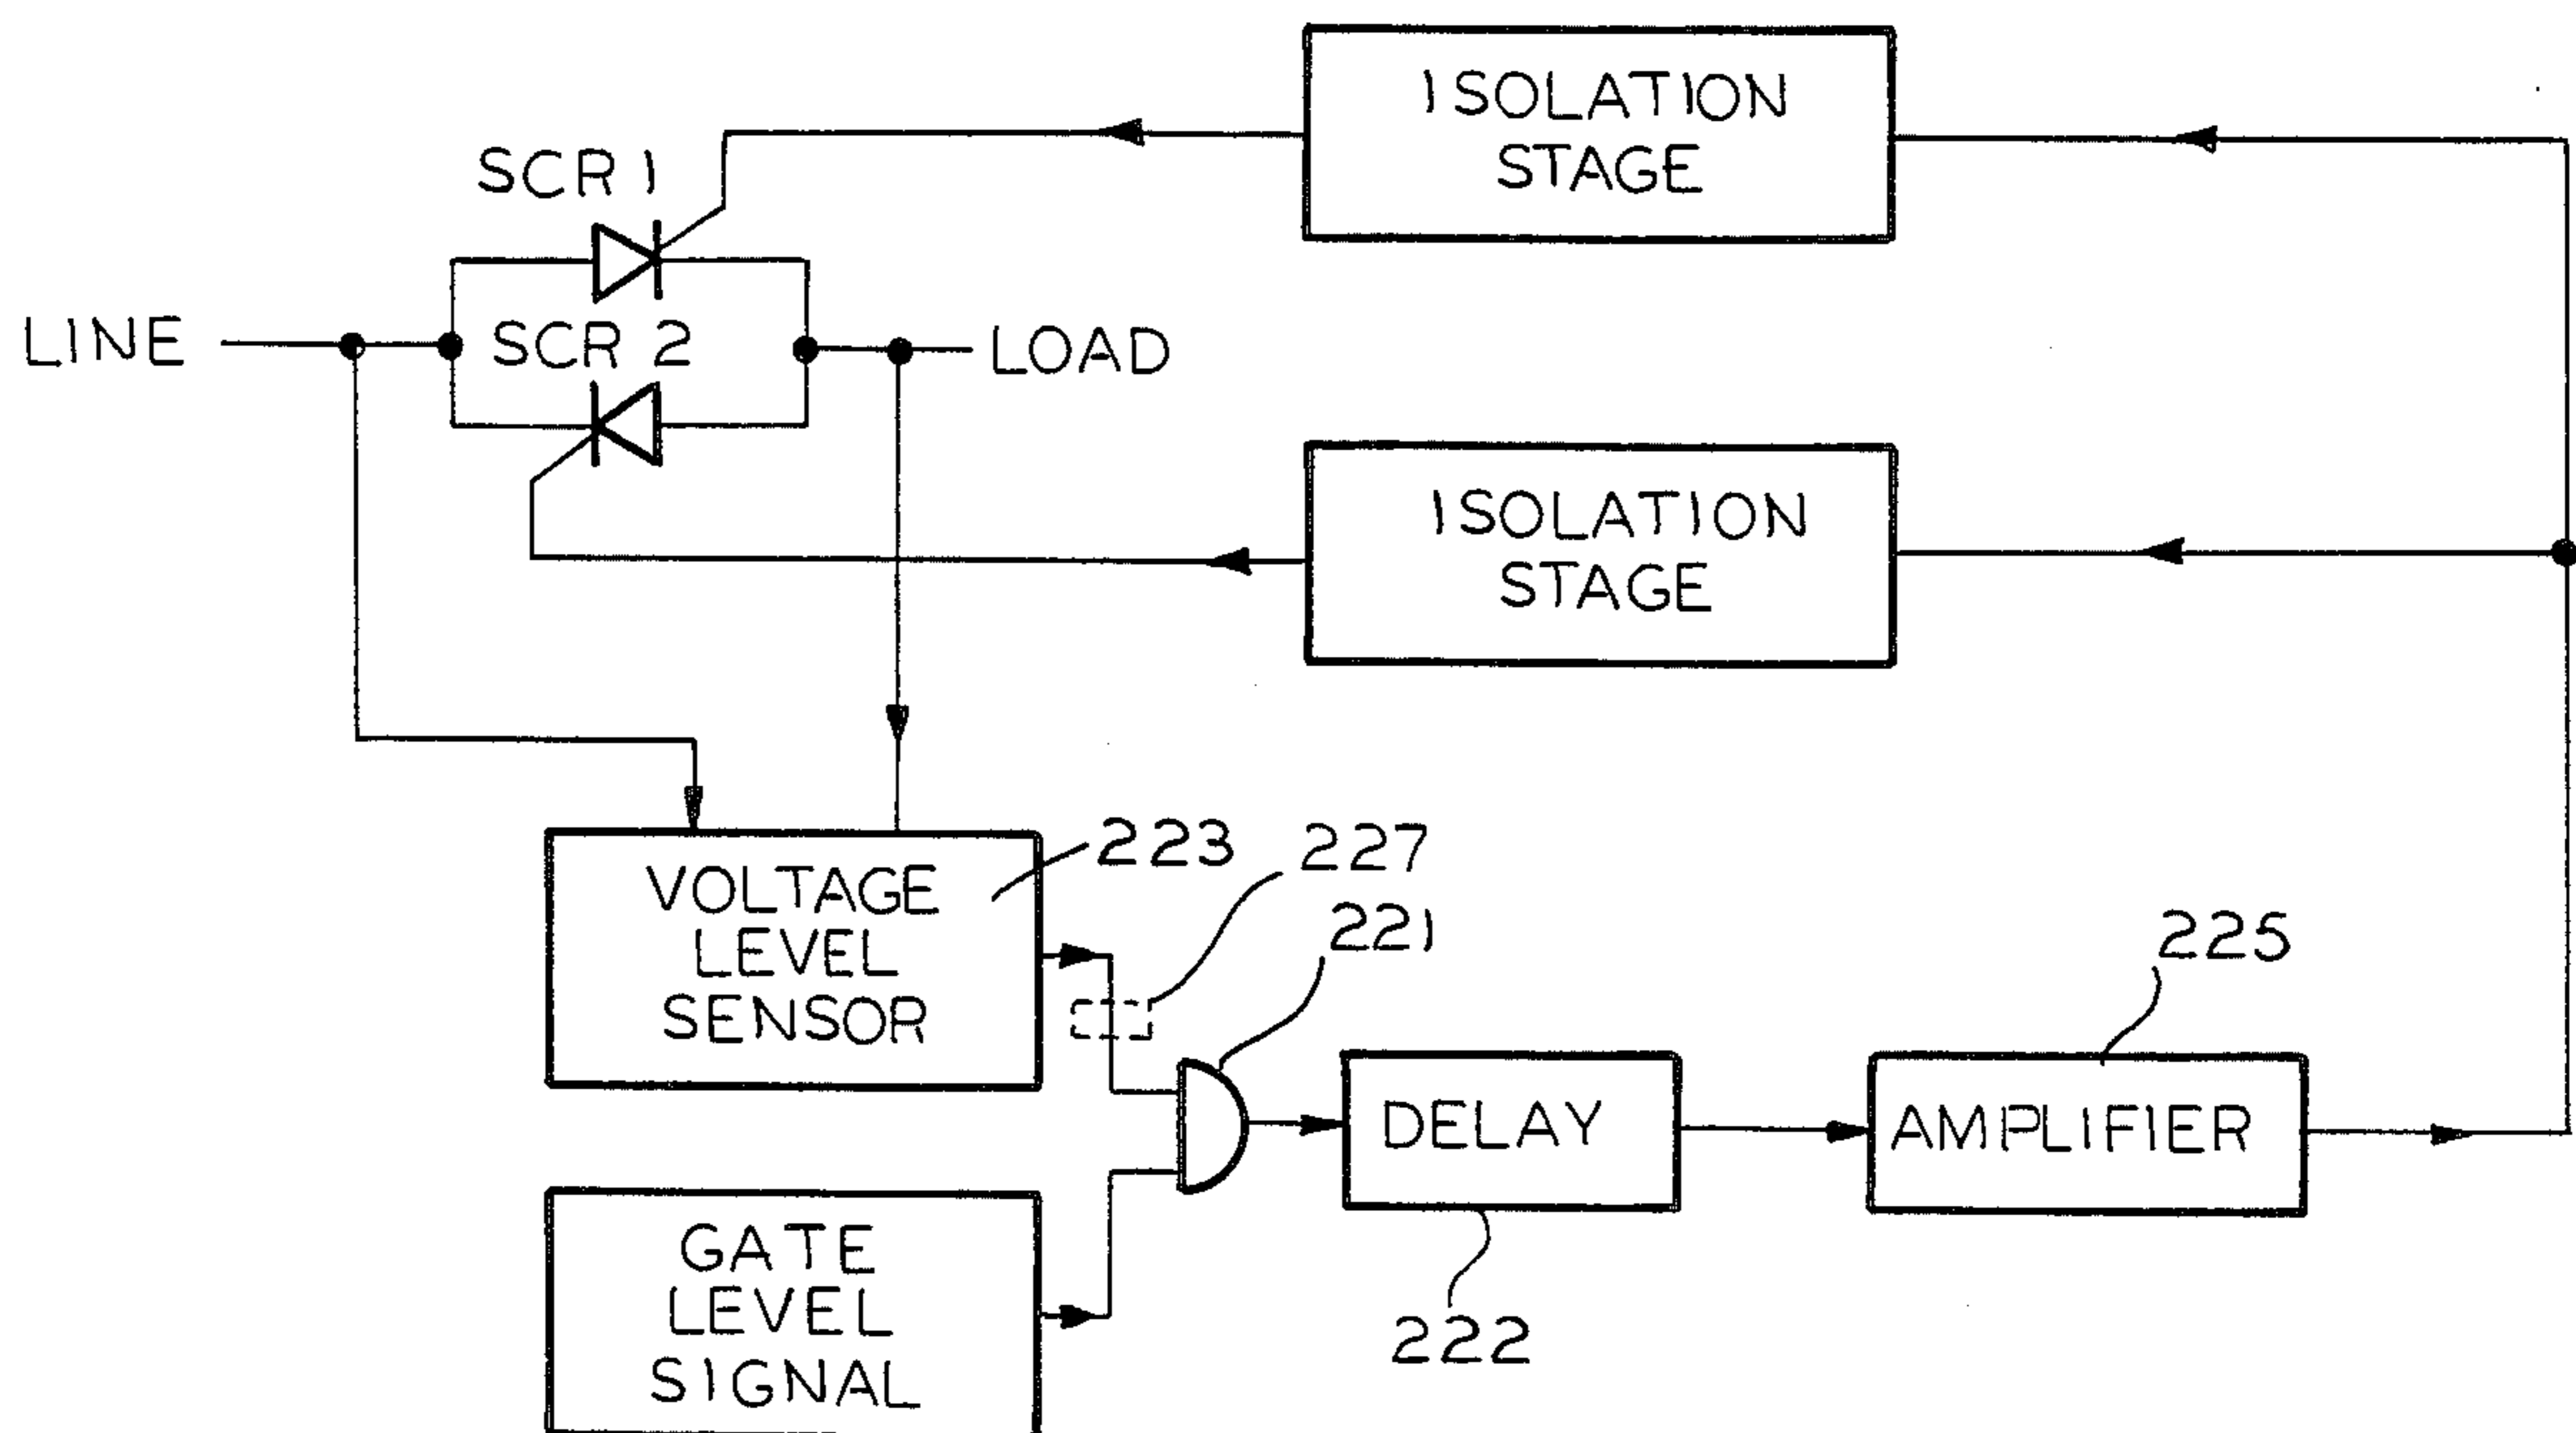 ISOLATION
STAGE
SCR 1
LINE
SCR 2
LOAD
ISOLATION
STAGE
223
227
VOLTAGE
LEVEL
SENSOR
221
225
DELAY
AMPLIFIER
GATE
LEVEL
SIGNAL
222